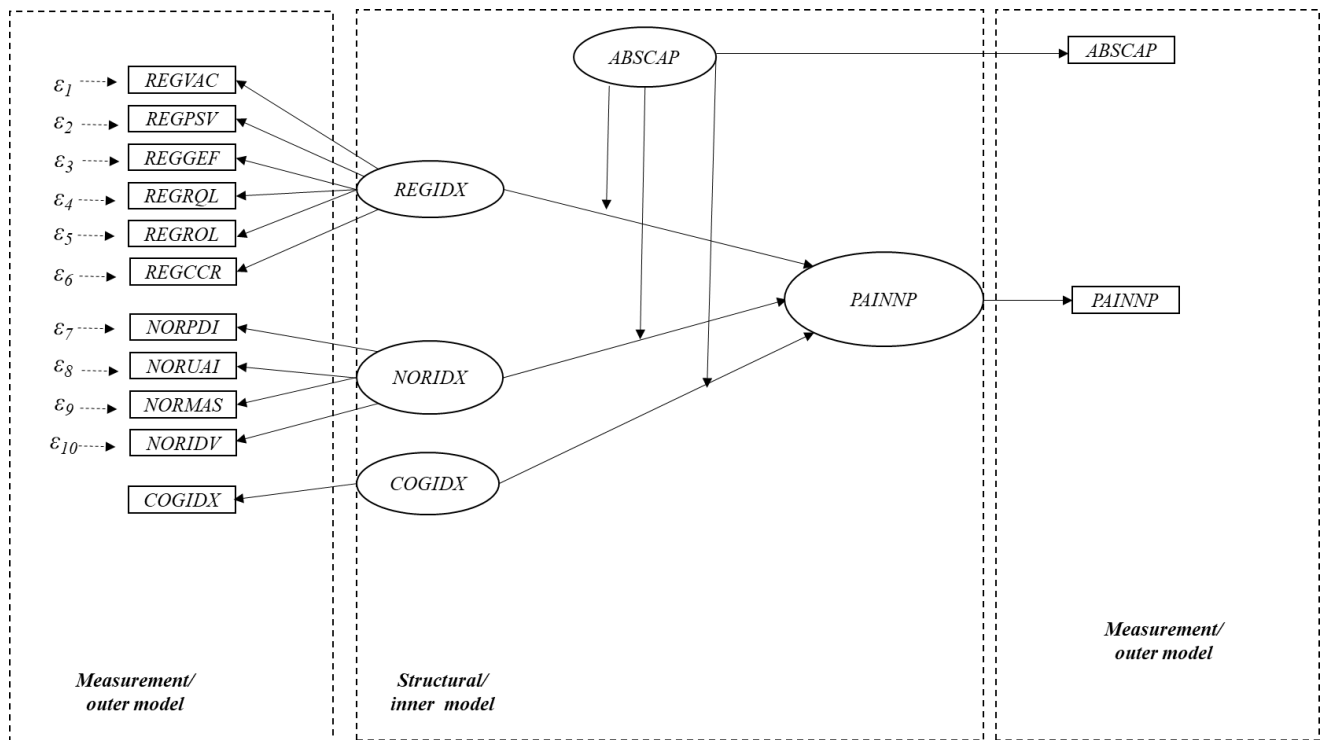 ABSCAP
ABSCAP
ε1
REGVAC
ε2
REGPSV
ε3
REGGEF
ε4
REGRQL
ε5
REGROL
ε6
REGCCR
REGIDX
PAINNP
PAINNP
ε7
NORPDI
ε8
NORUAI
ε9
NORMAS
ε10
NORIDV
NORIDX
COGIDX
COGIDX
Measurement/
outer model
Structural/
inner model
Measurement/
outer model